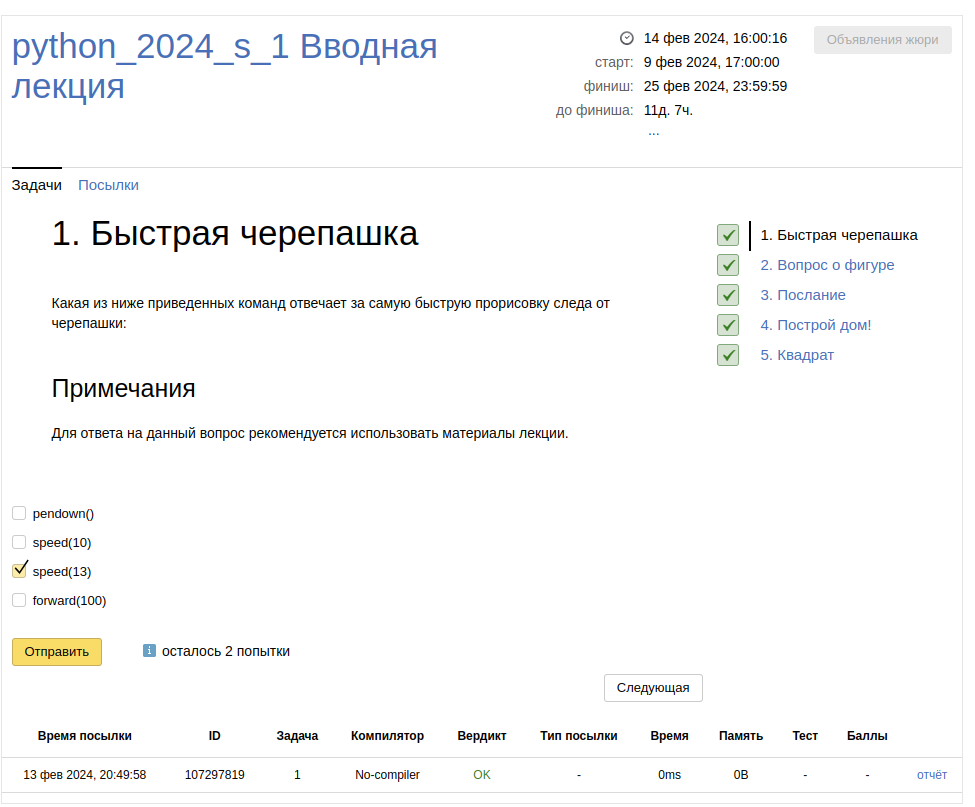 python_2024_s_1 Вводная
лекция
14 фев 2024, 16:00:16
Объявления жюри
старт: 9 фев 2024, 17:00:00
финиш: 25 фев 2024, 23:59:59
до финиша: 11д. 7ч.
...
Задачи Посылки
1. Быстрая черепашка
Какая из ниже приведенных команд отвечает за самую быструю прорисовку следа от
черепашки:
Примечания
Для ответа на данный вопрос рекомендуется использовать материалы лекции.
1. Быстрая черепашка
2. Вопрос о фигуре
3. Послание
4. Построй дом!
5. Квадрат
pendown()
speed(10)
speed(13)
forward(100)
Отправить
осталось 2 попытки
Следующая
Время посылки ID Задача Компилятор Вердикт Тип посылки Время Память Тест Баллы
13 фев 2024, 20:49:58 107297819 1 No-compiler OK - 0ms 0B - - отчёт